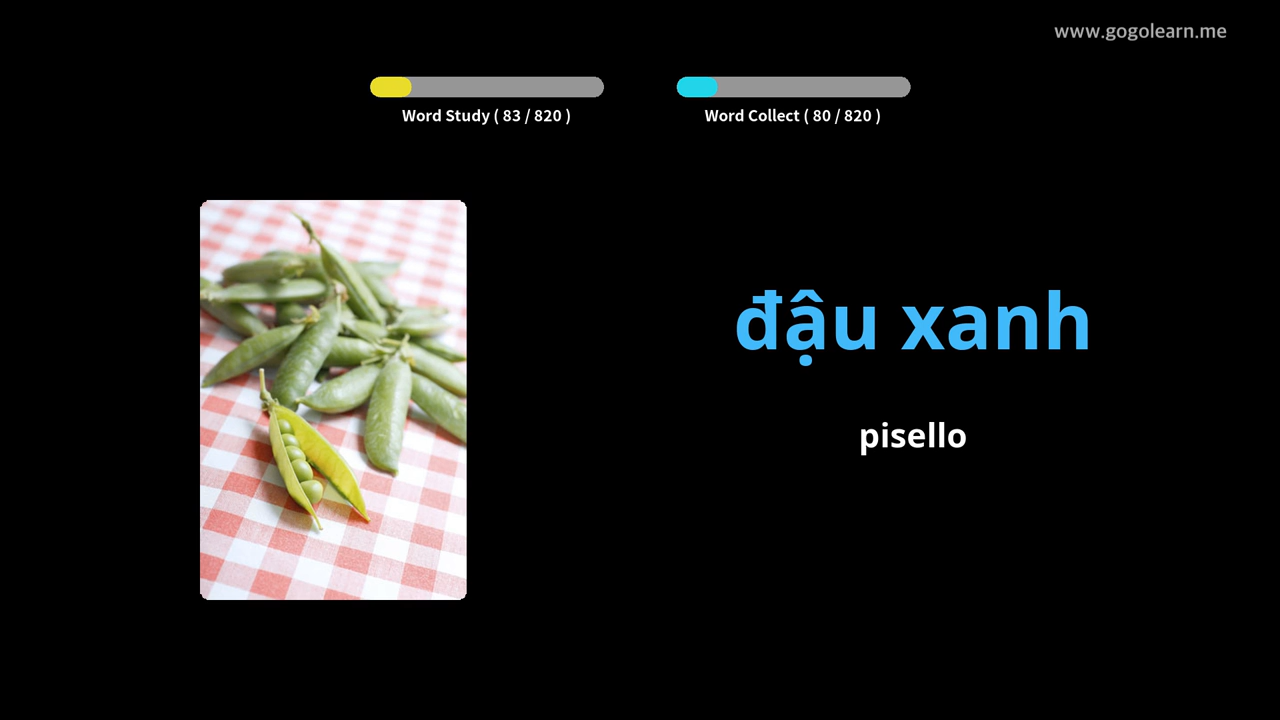 www.gogolearn.me
Word Study ( 83 / 820 )
Word Collect ( 80 / 820 )
đậu xanh
pisello